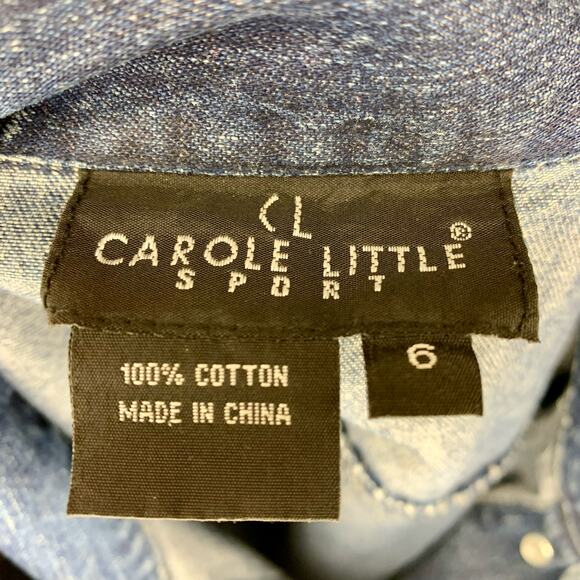 CL
CAROLE LITTLE®
SPORT
100% COTTON
MADE IN CHINA
6